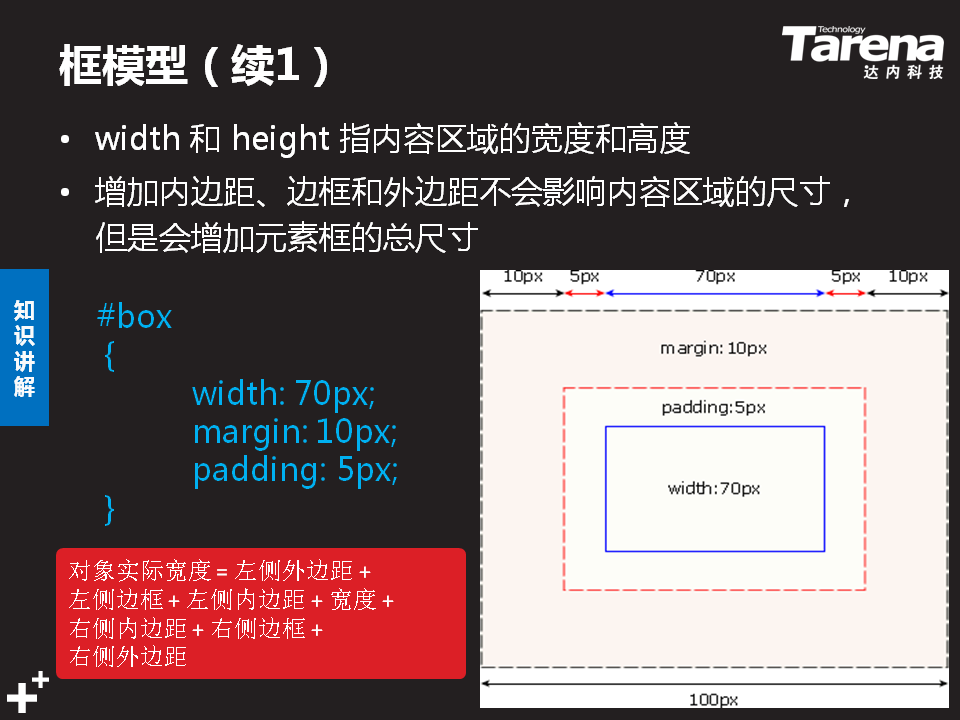 框模型（续1）
Technology
Tarena
达内科技
• width 和 height 指内容区域的宽度和高度
• 增加内边距、边框和外边距不会影响内容区域的尺寸，
但是会增加元素框的总尺寸
知识讲解
#box
{
width: 70px;
margin: 10px;
padding: 5px;
}
对象实际宽度 = 左侧外边距 +
左侧边框 + 左侧内边距 + 宽度 +
右侧内边距 + 右侧边框 +
右侧外边距
10px 5px 70px 5px 10px
margin: 10px
padding:5px
width:70px
100px